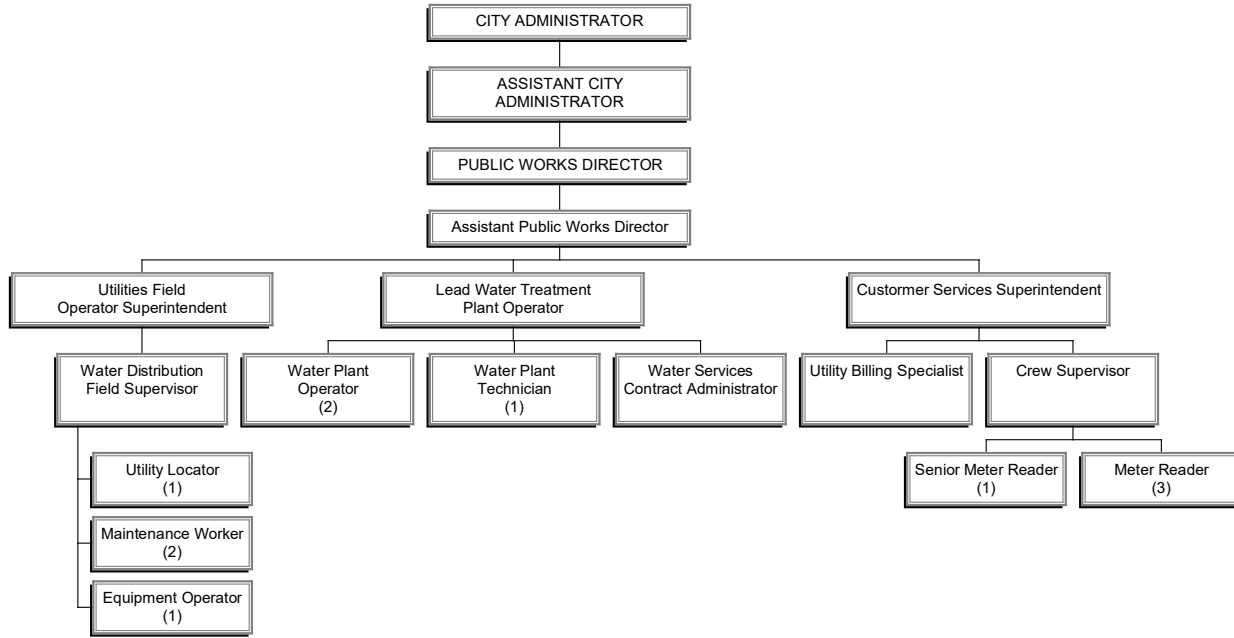 CITY ADMINISTRATOR
ASSISTANT CITY
ADMINISTRATOR
PUBLIC WORKS DIRECTOR
Assistant Public Works Director
Utilities Field
Operator Superintendent
Lead Water Treatment
Plant Operator
Custormer Services Superintendent
Water Distribution
Field Supervisor
Water Plant
Operator
(2)
Water Plant
Technician
(1)
Water Services
Contract Administrator
Utility Billing Specialist
Crew Supervisor
Utility Locator
(1)
Maintenance Worker
(2)
Equipment Operator
(1)
Senior Meter Reader
(1)
Meter Reader
(3)